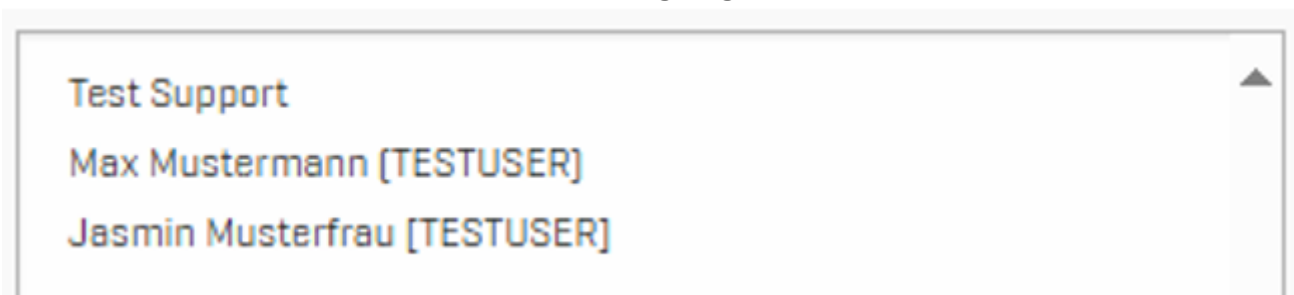 Test Support
Max Mustermann [TESTUSER]
Jasmin Musterfrau [TESTUSER]